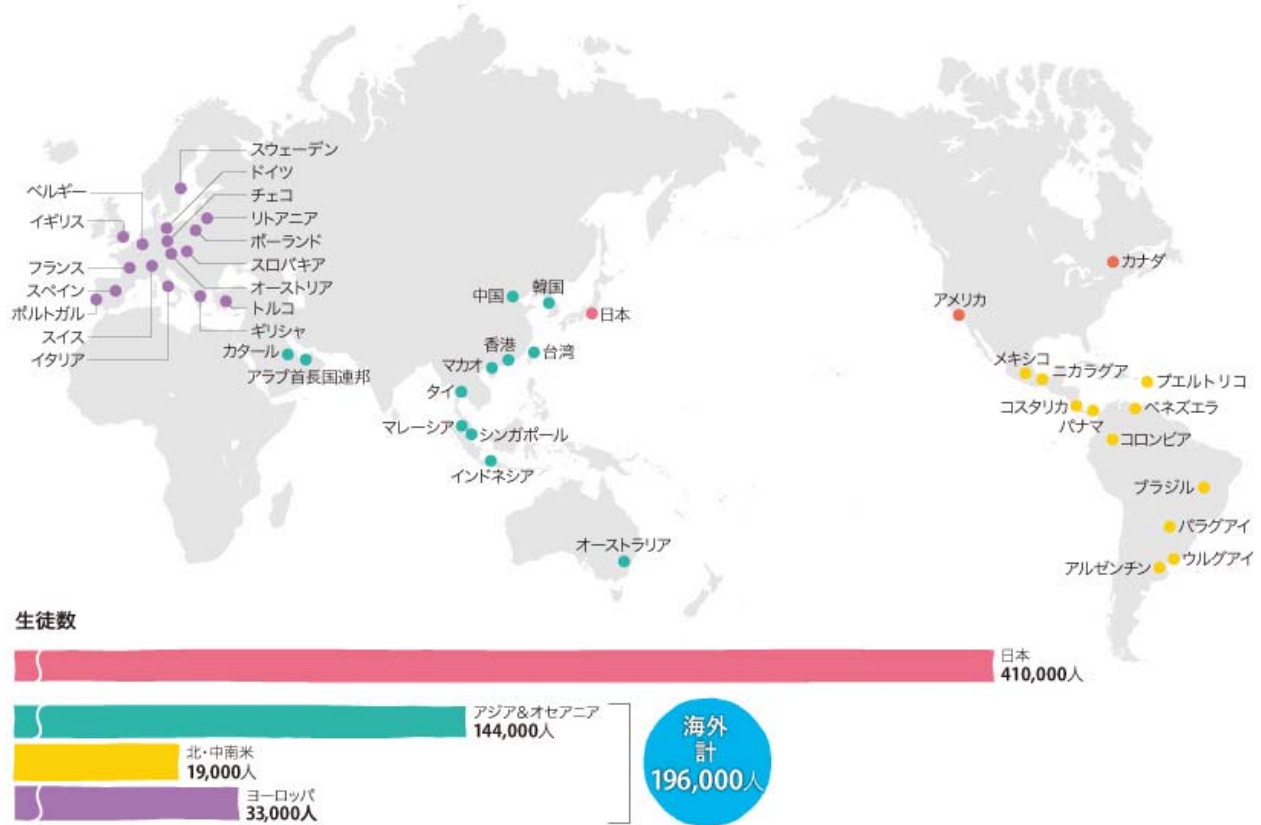 スウェーデン
ドイツ
チェコ
リトアニア
ポーランド
スロバキア
オーストリア
トルコ
ギリシャ
ベルギー
イギリス
フランス
スペイン
ポルトガル
スイス
イタリア
カタール
アラブ首長国連邦
中国
韓国
日本
香港
台湾
マカオ
タイ
マレーシア
シンガポール
インドネシア
オーストラリア
カナダ
アメリカ
メキシコ
ニカラグア
プエルトリコ
コスタリカ
パナマ
ベネズエラ
コロンビア
ブラジル
パラグアイ
ウルグアイ
アルゼンチン
生徒数
日本
410,000人
アジア&オセアニア
144,000人
北・中南米
19,000人
ヨーロッパ
33,000人
海外
計
196,000人